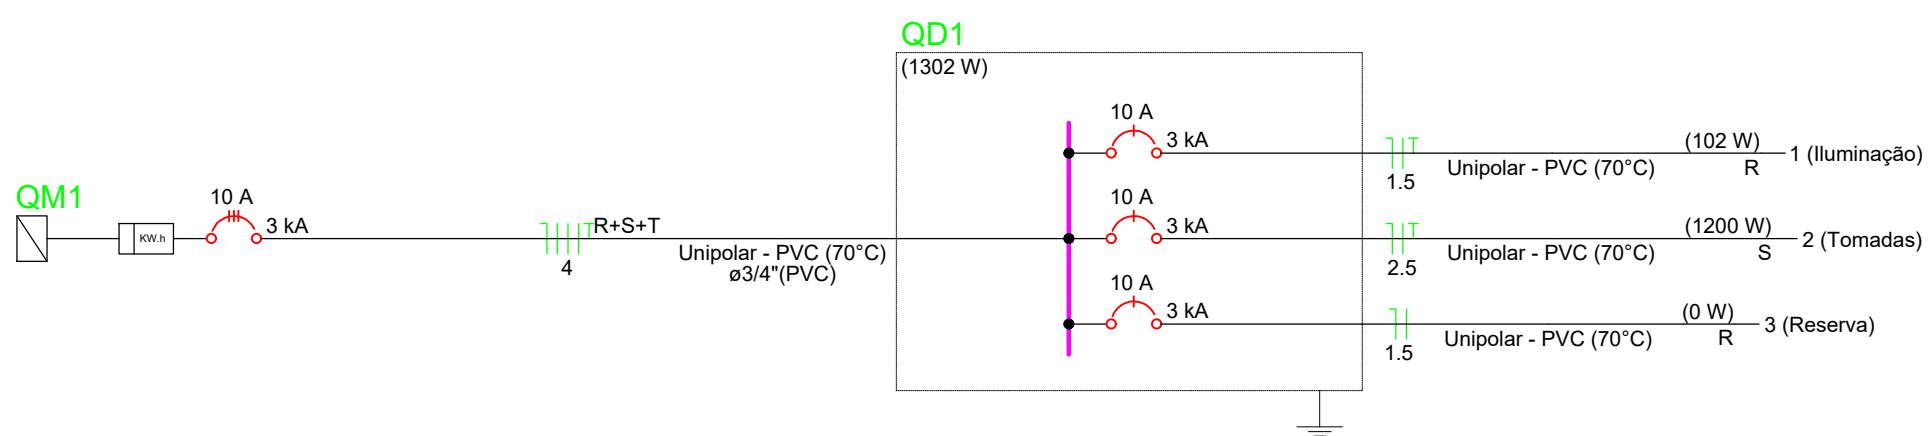 QD1
(1302 W)
10 A
3 kA
(102 W)
1 (Iluminação)
Unipolar - PVC (70°C)
R
1.5
QM1
KW.h
10 A
3 kA
R+S+T
4
Unipolar - PVC (70°C)
ø3/4"(PVC)
10 A
3 kA
(1200 W)
2 (Tomadas)
Unipolar - PVC (70°C)
S
2.5
10 A
3 kA
(0 W)
3 (Reserva)
Unipolar - PVC (70°C)
R
1.5